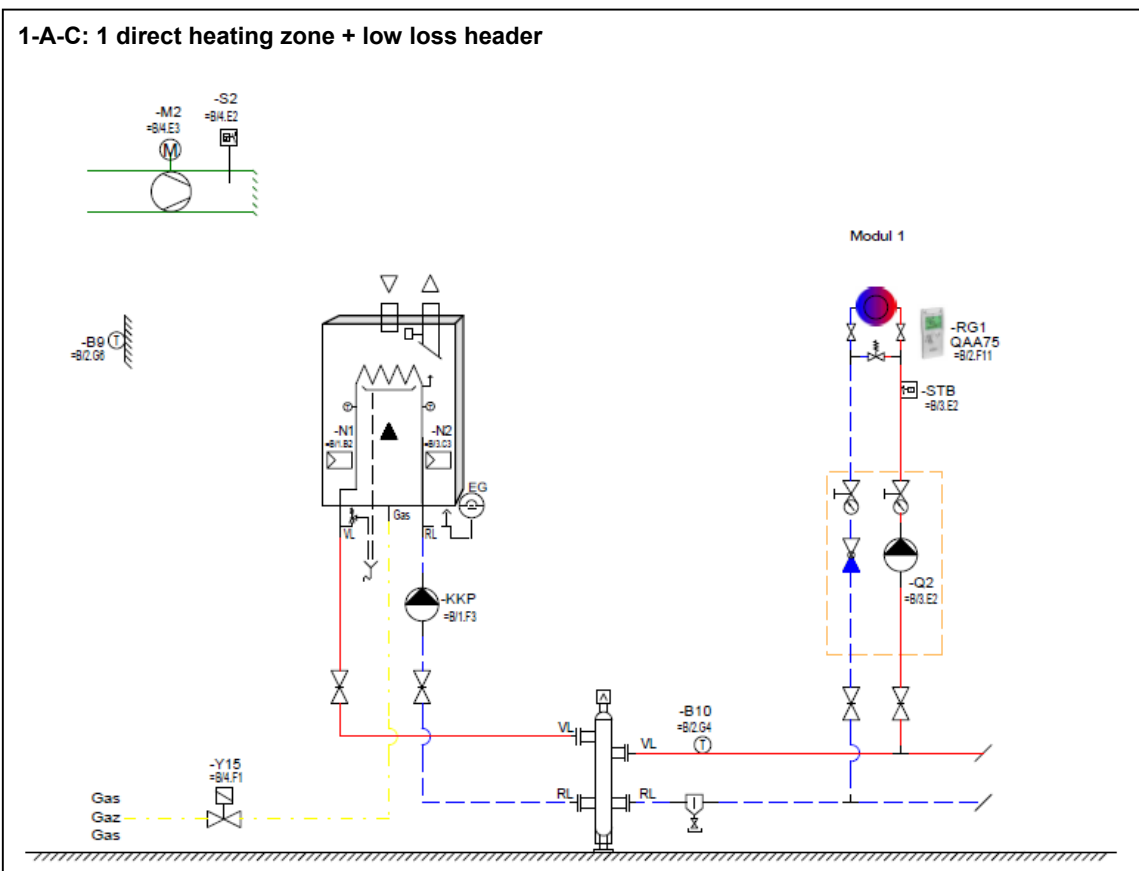 1-A-C: 1 direct heating zone + low loss header
-S2
=B/4.E2
-M2
=B/4.E3
M
Modul 1
-B9
=B/2.G6
T
-RG1
QAA75
=B/2.F11
-STB
=B/3.E2
T
T
-N1
=B/1.B2
-N2
=B/3.C3
EG
VL
Gas
RL
-Q2
=B/3.E2
-KKP
=B/1.F3
A
-B10
=B/2.G4
VL
VL
T
-Y15
=B/4.F1
RL
RL
Gas
Gaz
Gas